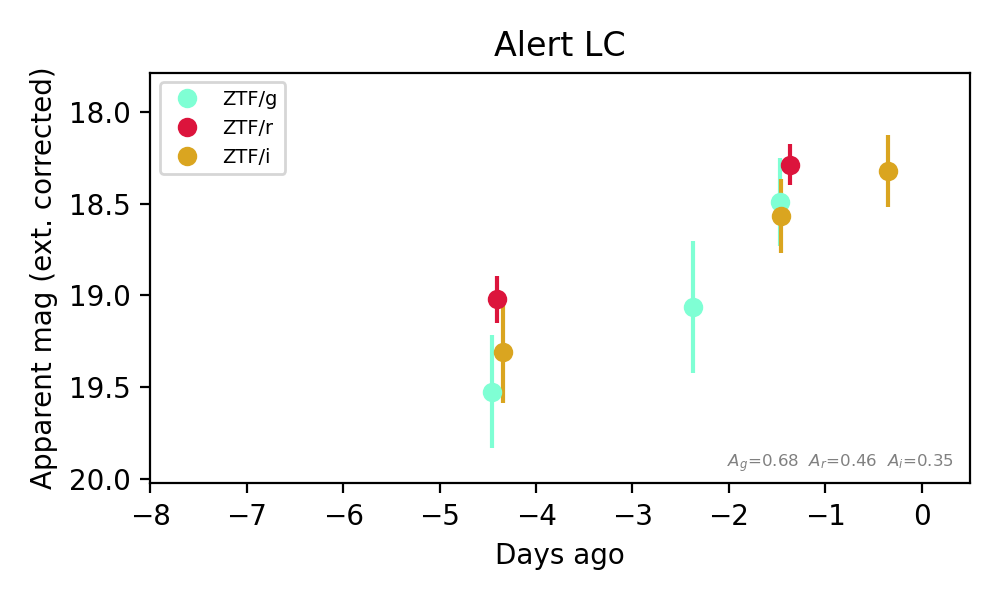 Alert LC
Apparent mag (ext. corrected)
18.0
18.5
19.0
19.5
20.0
ZTF/g
ZTF/r
ZTF/i
A_g=0.68 A_r=0.46 A_i=0.35
−8 −7 −6 −5 −4 −3 −2 −1 0
Days ago